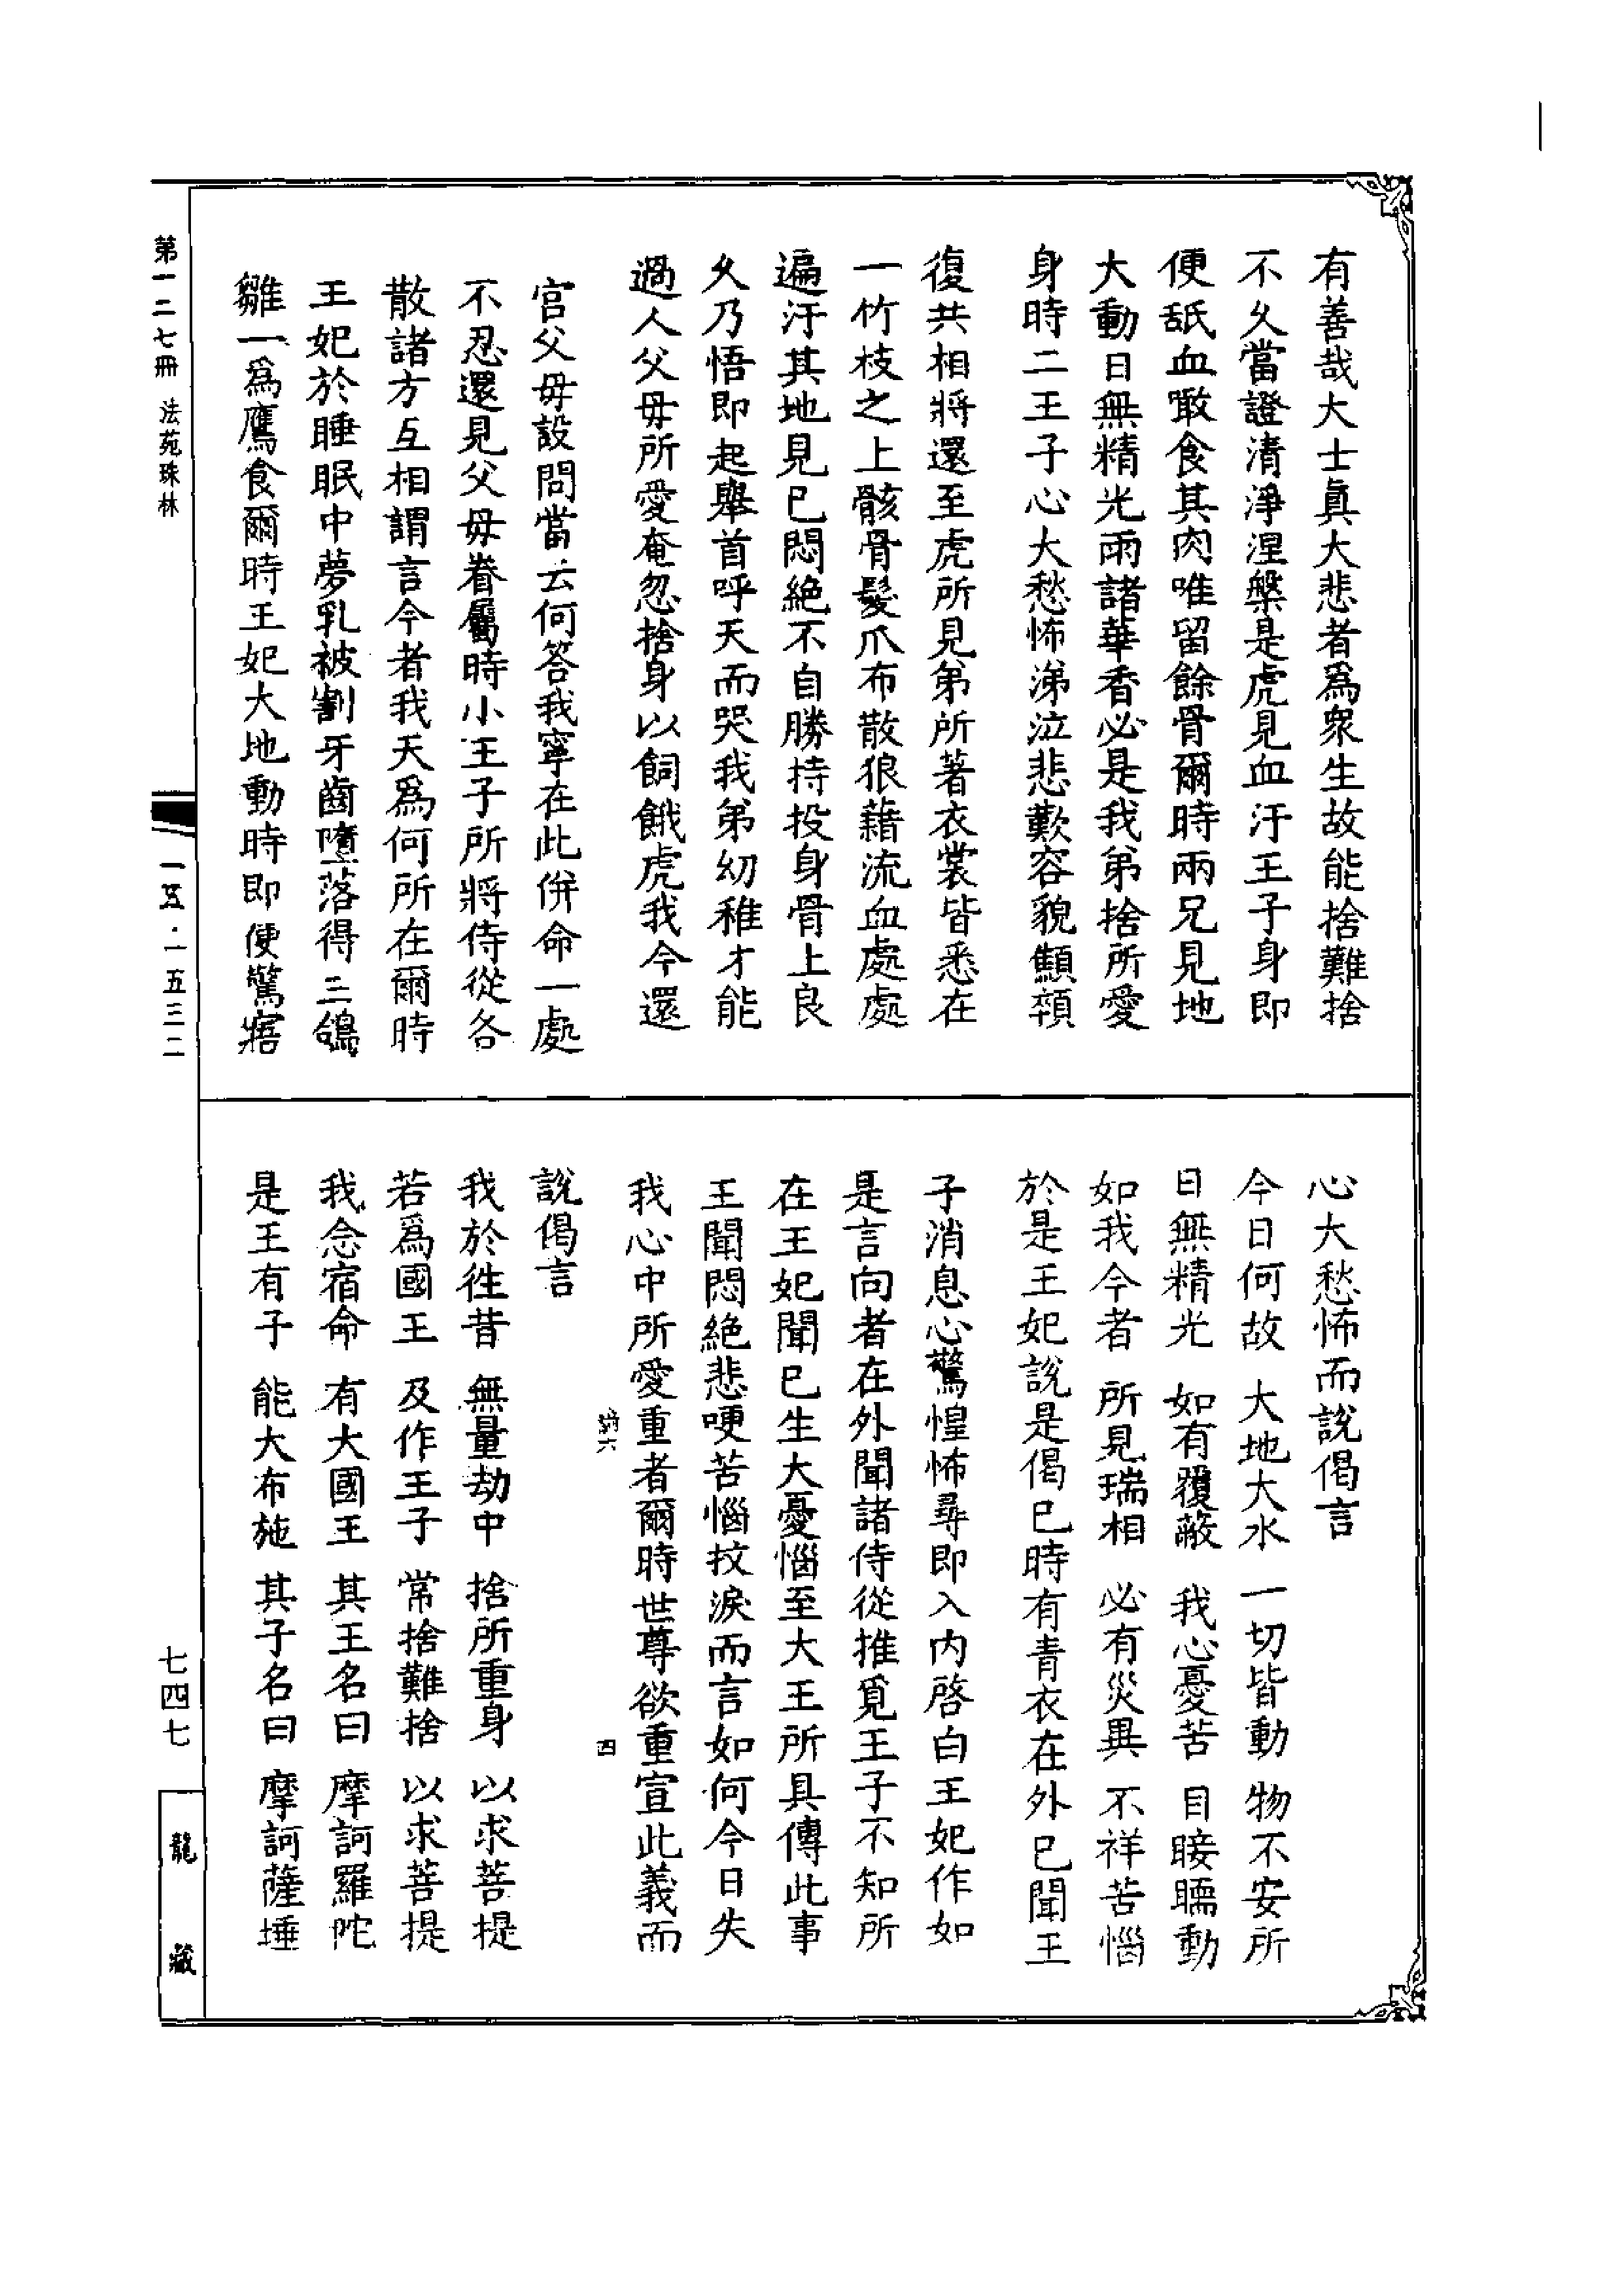 有善哉大士真大悲者爲衆生故能捨難捨
不久當證清淨涅槃是虎見血汙王子身即
便舐血噉食其肉唯留餘骨爾時兩兄見地
大動日無精光雨諸華香必是我弟捨所愛
身時二王子心大愁怖涕泣悲歎容貌顦顇
復共相將還至虎所見弟所著衣裳皆悉在
一竹枝之上骸骨髮爪布散狼藉流血處處
遍汙其地見已悶絶不自勝持投身骨上良
久乃悟即起舉首呼天而哭我弟幼稚才能
過人父母所愛奄忽捨身以飼餓虎我今還
宮父母設問當云何答我寧在此併命一處
不忍還見父母眷屬時小王子所將侍從各
散諸方互相謂言今者我天爲何所在爾時
王妃於睡眠中夢乳被割牙齒墮落得三鴿
雛一爲鷹食爾時王妃大地動時即便驚寤
心大愁怖而說偈言
今日何故 大地大水 一切皆動 物不安所
日無精光 如有覆蔽 我心憂苦 目睫瞤動
如我今者 所見瑞相 必有災異 不祥苦惱
於是王妃說是偈已時有青衣在外已聞王
子消息心驚惶怖尋即入内啓白王妃作如
是言向者在外聞諸侍從推覓王子不知所
在王妃聞已生大憂惱至大王所具傳此事
王聞悶絶悲哽苦惱抆淚而言如何今日失
我心中所愛重者爾時世尊欲重宣此義而
六 四
說偈言
我於往昔 無量劫中 捨所重身 以求菩提
若爲國王 及作王子 常捨難捨 以求菩提
我念宿命 有大國王 其王名曰 摩訶羅陀
是王有子 能大布施 其子名曰 摩訶薩埵
第一二七冊 法苑珠林
一五·一五三二
七四七
龍藏